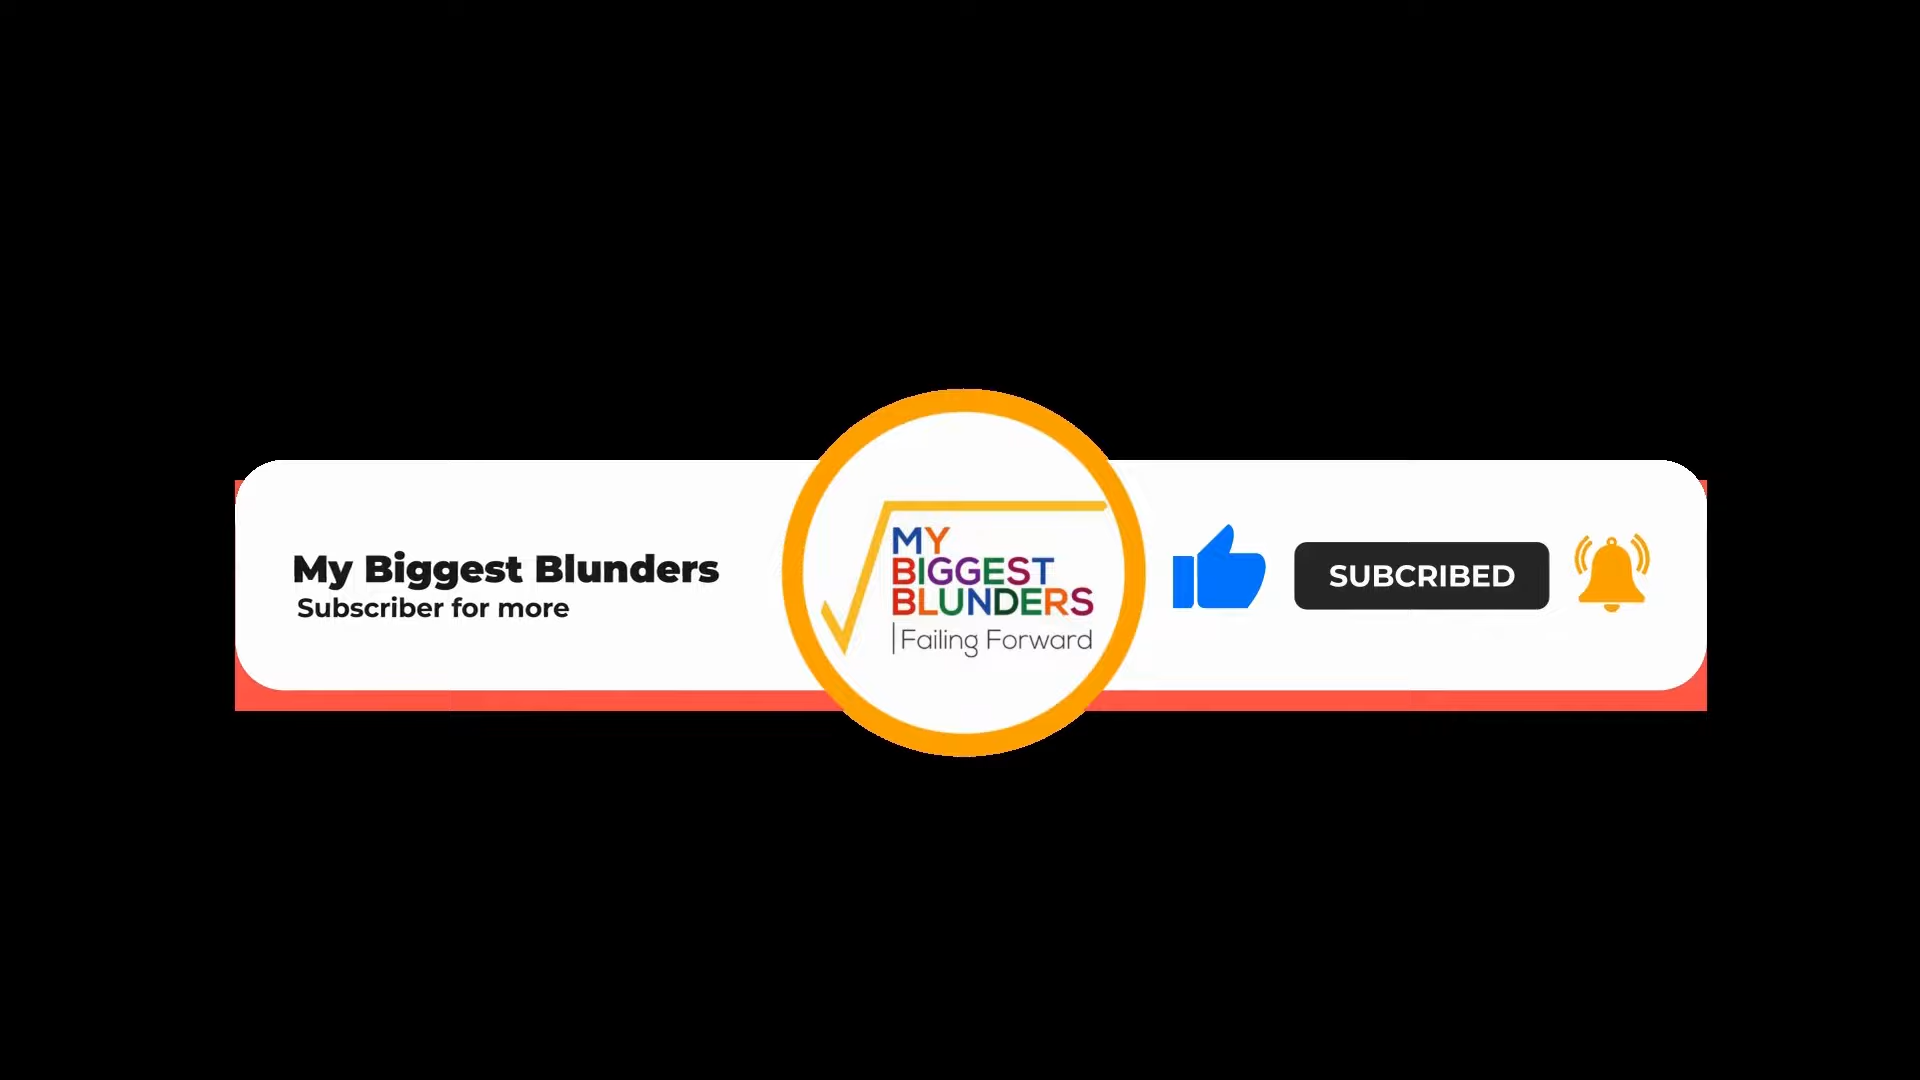 My Biggest Blunders
Subscriber for more
MY
BIGGEST
BLUNDERS
|Failing Forward
SUBCRIBED